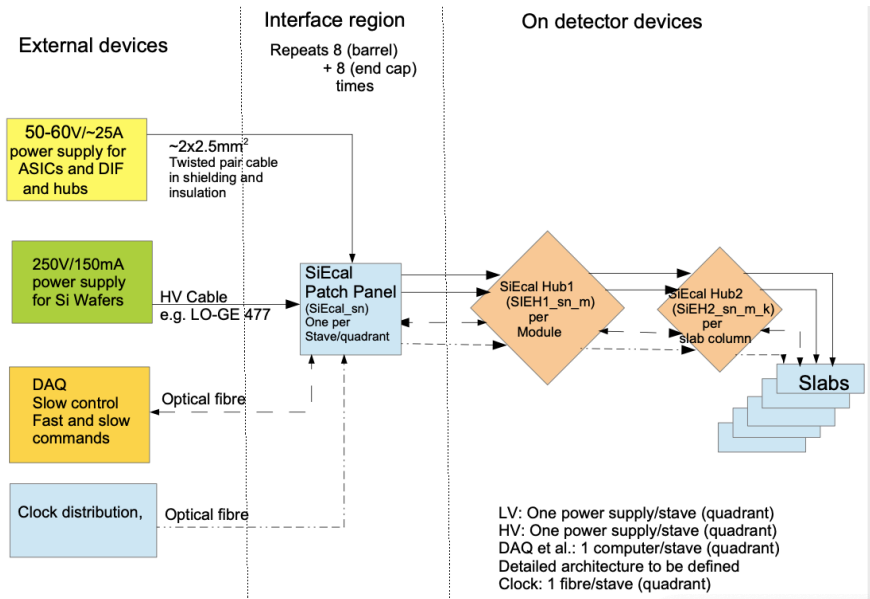 External devices
Interface region
On detector devices
Repeats 8 (barrel)
+ 8 (end cap)
times
50-60V/~25A
power supply for
ASICs and DIF
and hubs
~2x2.5mm²
Twisted pair cable
in shielding and
insulation
250V/150mA
power supply
for Si Wafers
HV Cable
e.g. LO-GE 477
SiEcal
Patch Panel
(SiEcal_sn)
One per
Stave/quadrant
SiEcal Hub1
(SIEH1_sn_m)
per
Module
SiEcal Hub2
(SiEH2_sn_m_k)
per
slab column
Slabs
DAQ
Slow control
Fast and slow
commands
Optical fibre
Clock distribution,
Optical fibre
LV: One power supply/stave (quadrant)
HV: One power supply/stave (quadrant)
DAQ et al.: 1 computer/stave (quadrant)
Detailed architecture to be defined
Clock: 1 fibre/stave (quadrant)